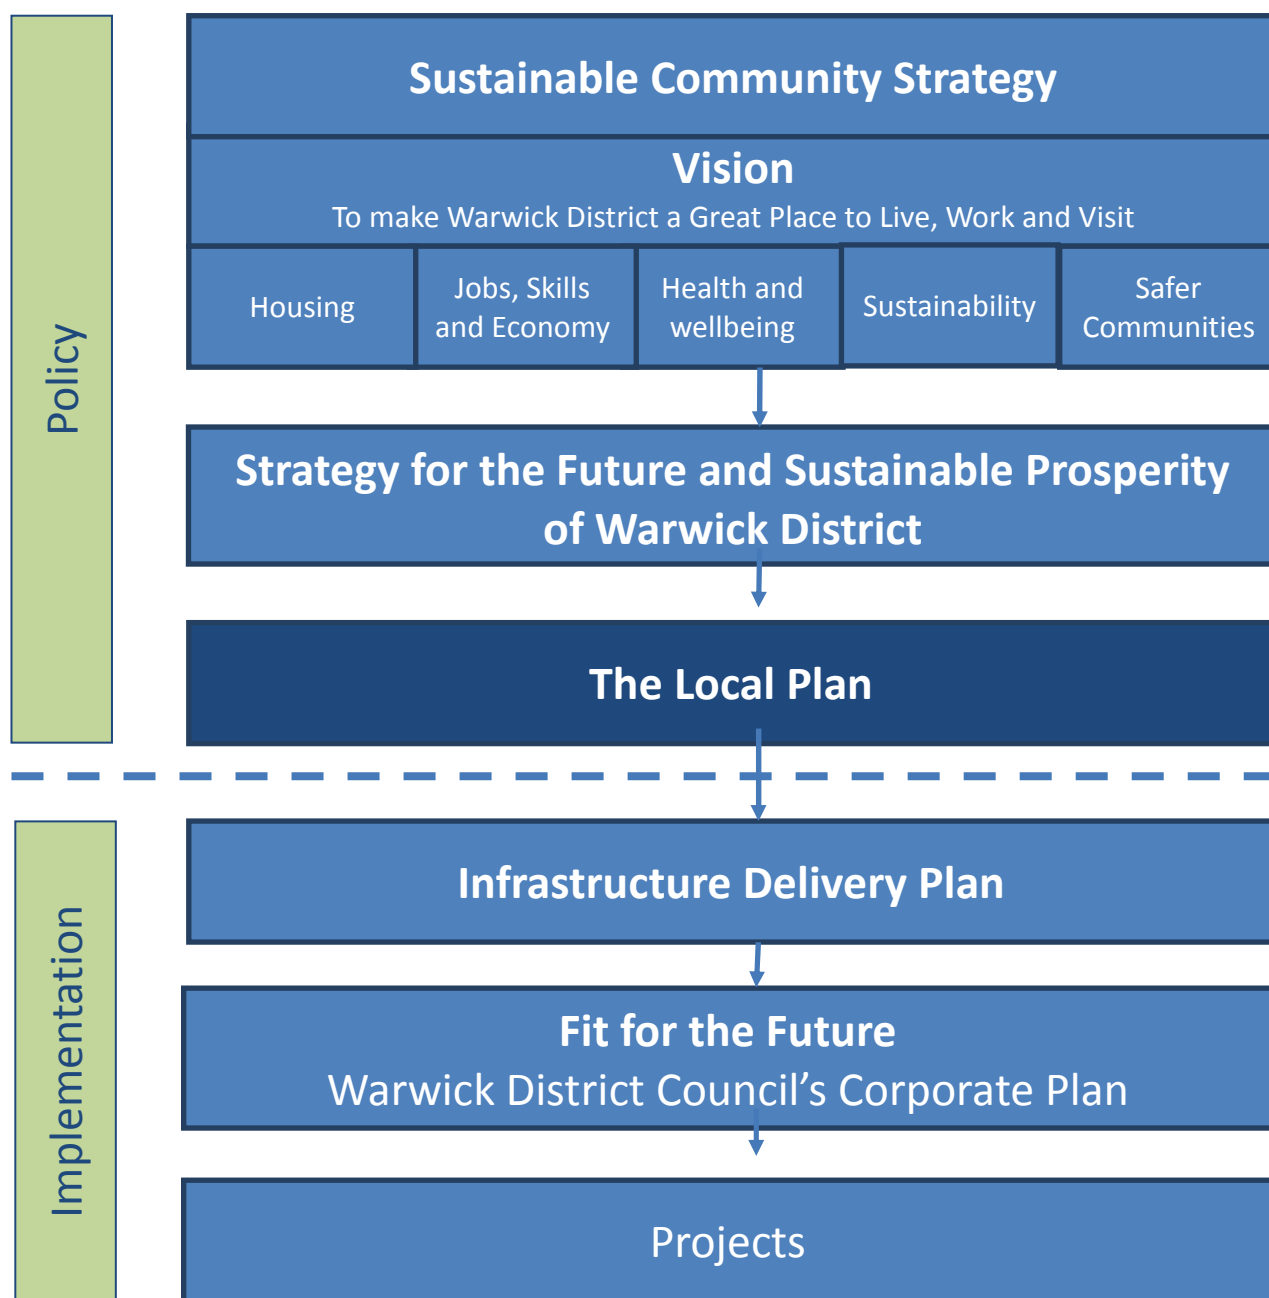 Policy
Sustainable Community Strategy
Vision
To make Warwick District a Great Place to Live, Work and Visit
Housing
Jobs, Skills
and Economy
Health and
wellbeing
Sustainability
Safer
Communities
Strategy for the Future and Sustainable Prosperity
of Warwick District
The Local Plan
Implementation
Infrastructure Delivery Plan
Fit for the Future
Warwick District Council’s Corporate Plan
Projects